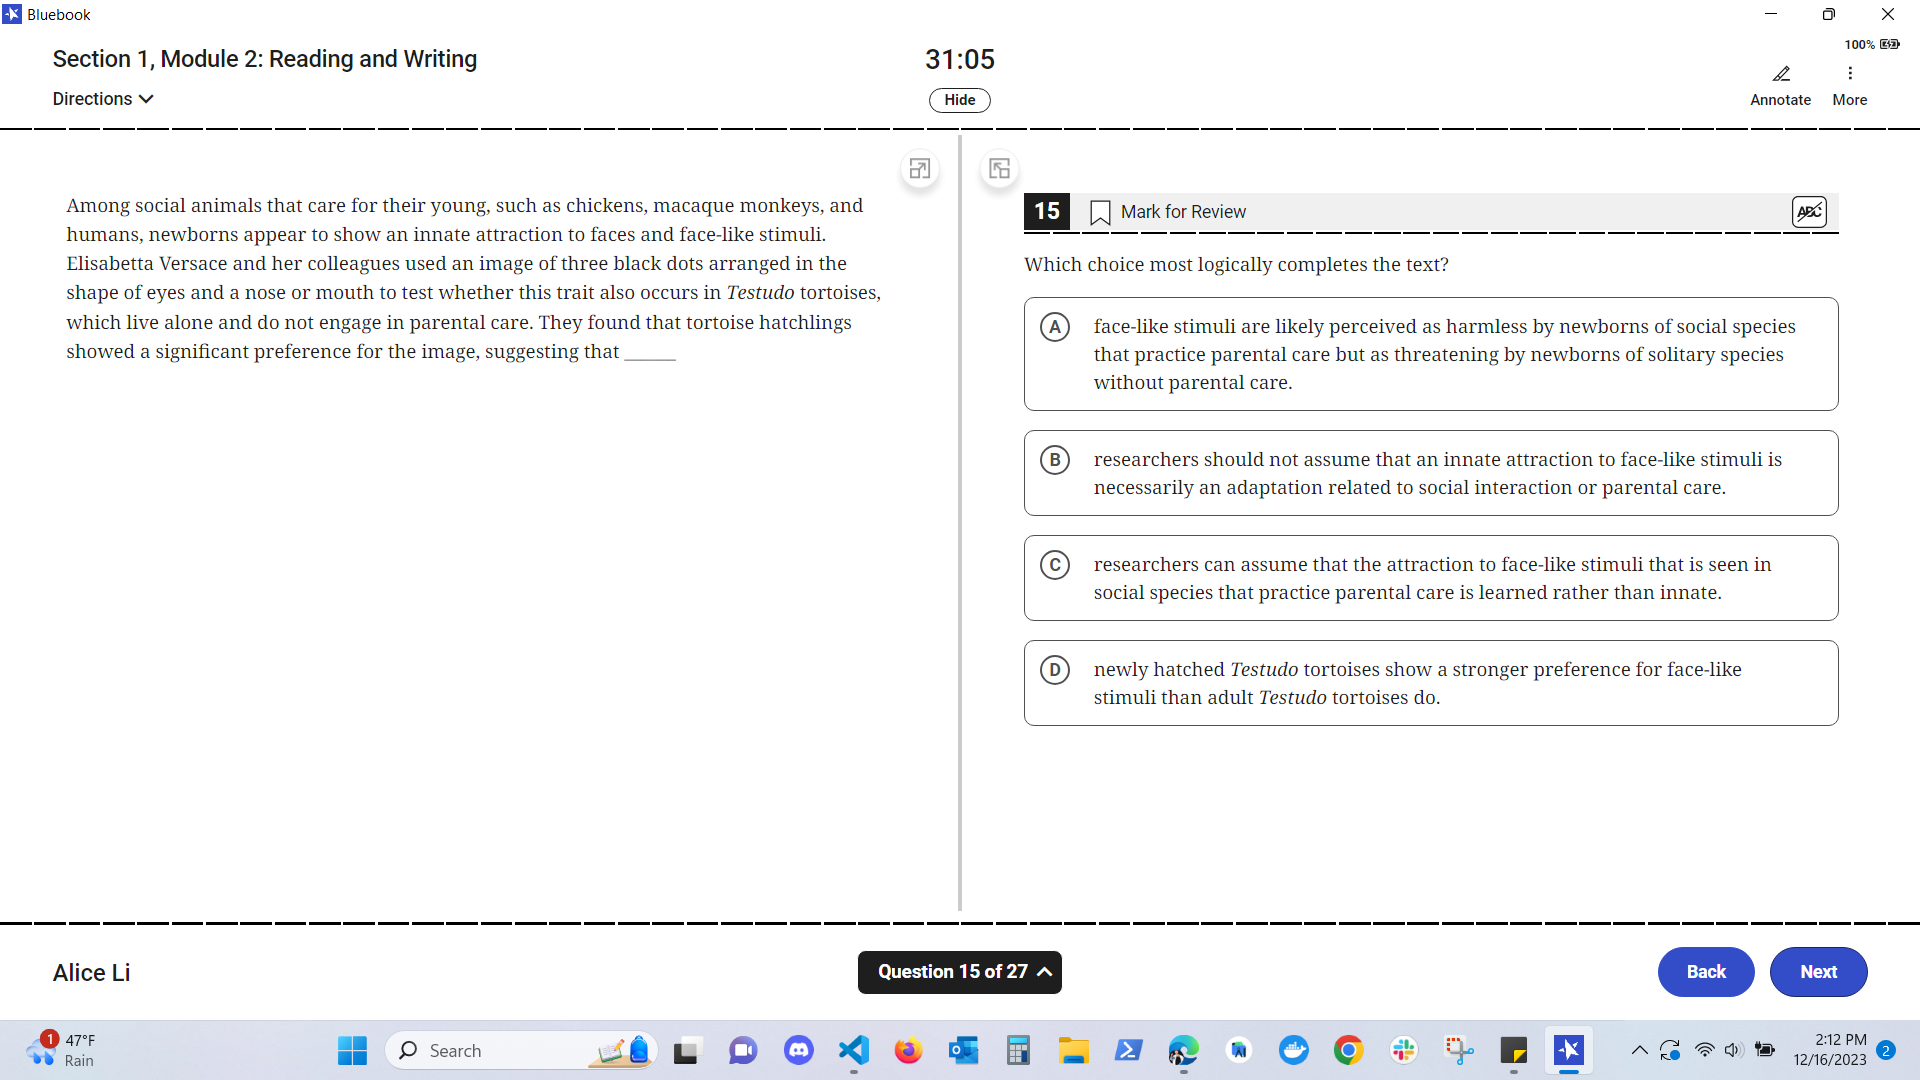 Bluebook
Section 1, Module 2: Reading and Writing
31:05
100%
Directions
Hide
Annotate
More
Among social animals that care for their young, such as chickens, macaque monkeys, and
humans, newborns appear to show an innate attraction to faces and face-like stimuli.
Elisabetta Versace and her colleagues used an image of three black dots arranged in the
shape of eyes and a nose or mouth to test whether this trait also occurs in Testudo tortoises,
which live alone and do not engage in parental care. They found that tortoise hatchlings
showed a significant preference for the image, suggesting that ______
15
Mark for Review
ABC
Which choice most logically completes the text?
A
face-like stimuli are likely perceived as harmless by newborns of social species
that practice parental care but as threatening by newborns of solitary species
without parental care.
B
researchers should not assume that an innate attraction to face-like stimuli is
necessarily an adaptation related to social interaction or parental care.
C
researchers can assume that the attraction to face-like stimuli that is seen in
social species that practice parental care is learned rather than innate.
D
newly hatched Testudo tortoises show a stronger preference for face-like
stimuli than adult Testudo tortoises do.
Alice Li
Question 15 of 27
Back
Next
1
47°F
Rain
Search
2:12 PM
12/16/2023
2